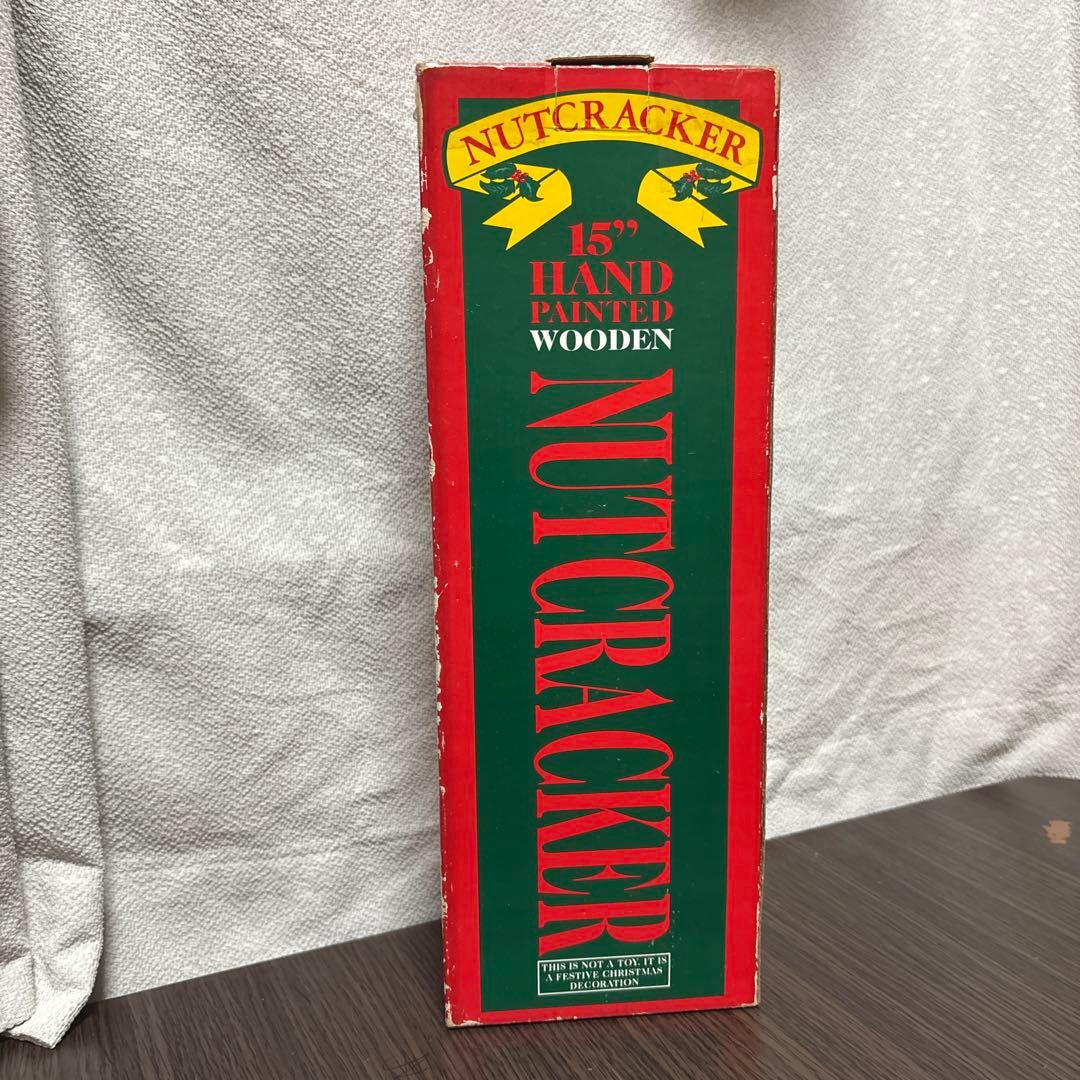 NUTCRACKER
15”
HAND
PAINTED
WOODEN
NUTCRACKER
THIS IS NOT A TOY. IT IS
A FESTIVE CHRISTMAS
DECORATION